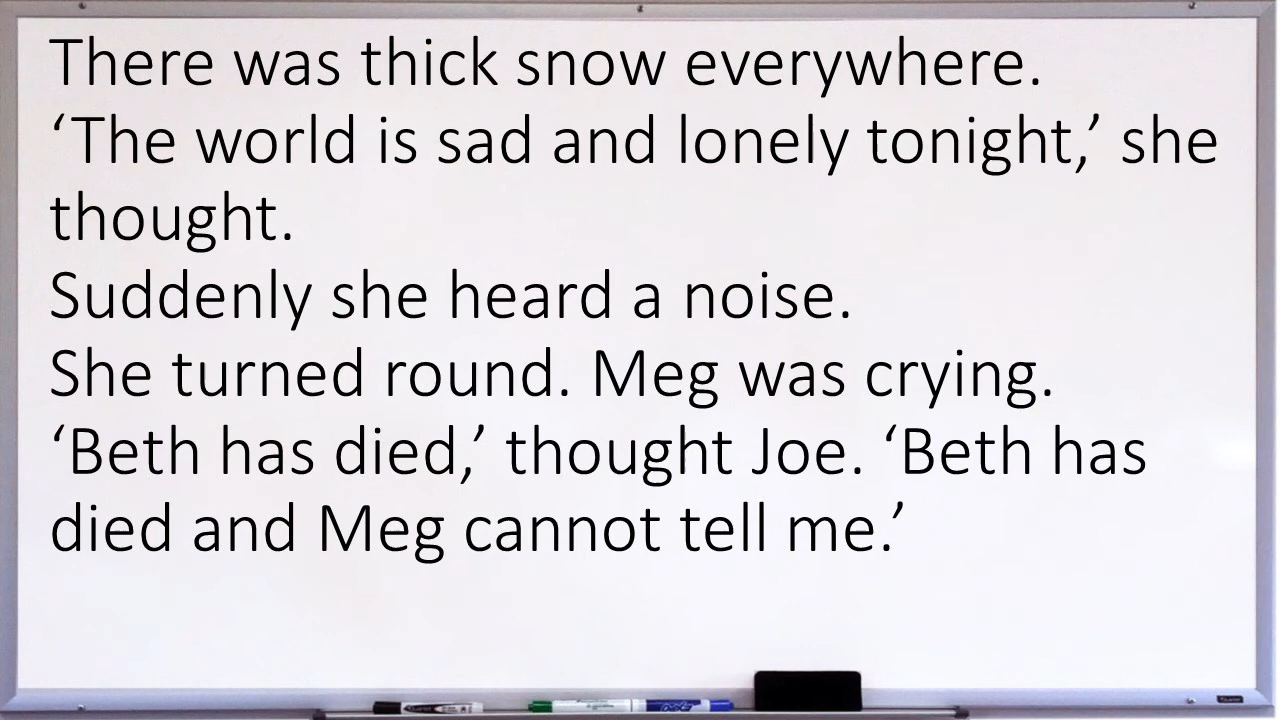 There was thick snow everywhere.
‘The world is sad and lonely tonight,’ she
thought.
Suddenly she heard a noise.
She turned round. Meg was crying.
‘Beth has died,’ thought Joe. ‘Beth has
died and Meg cannot tell me.’